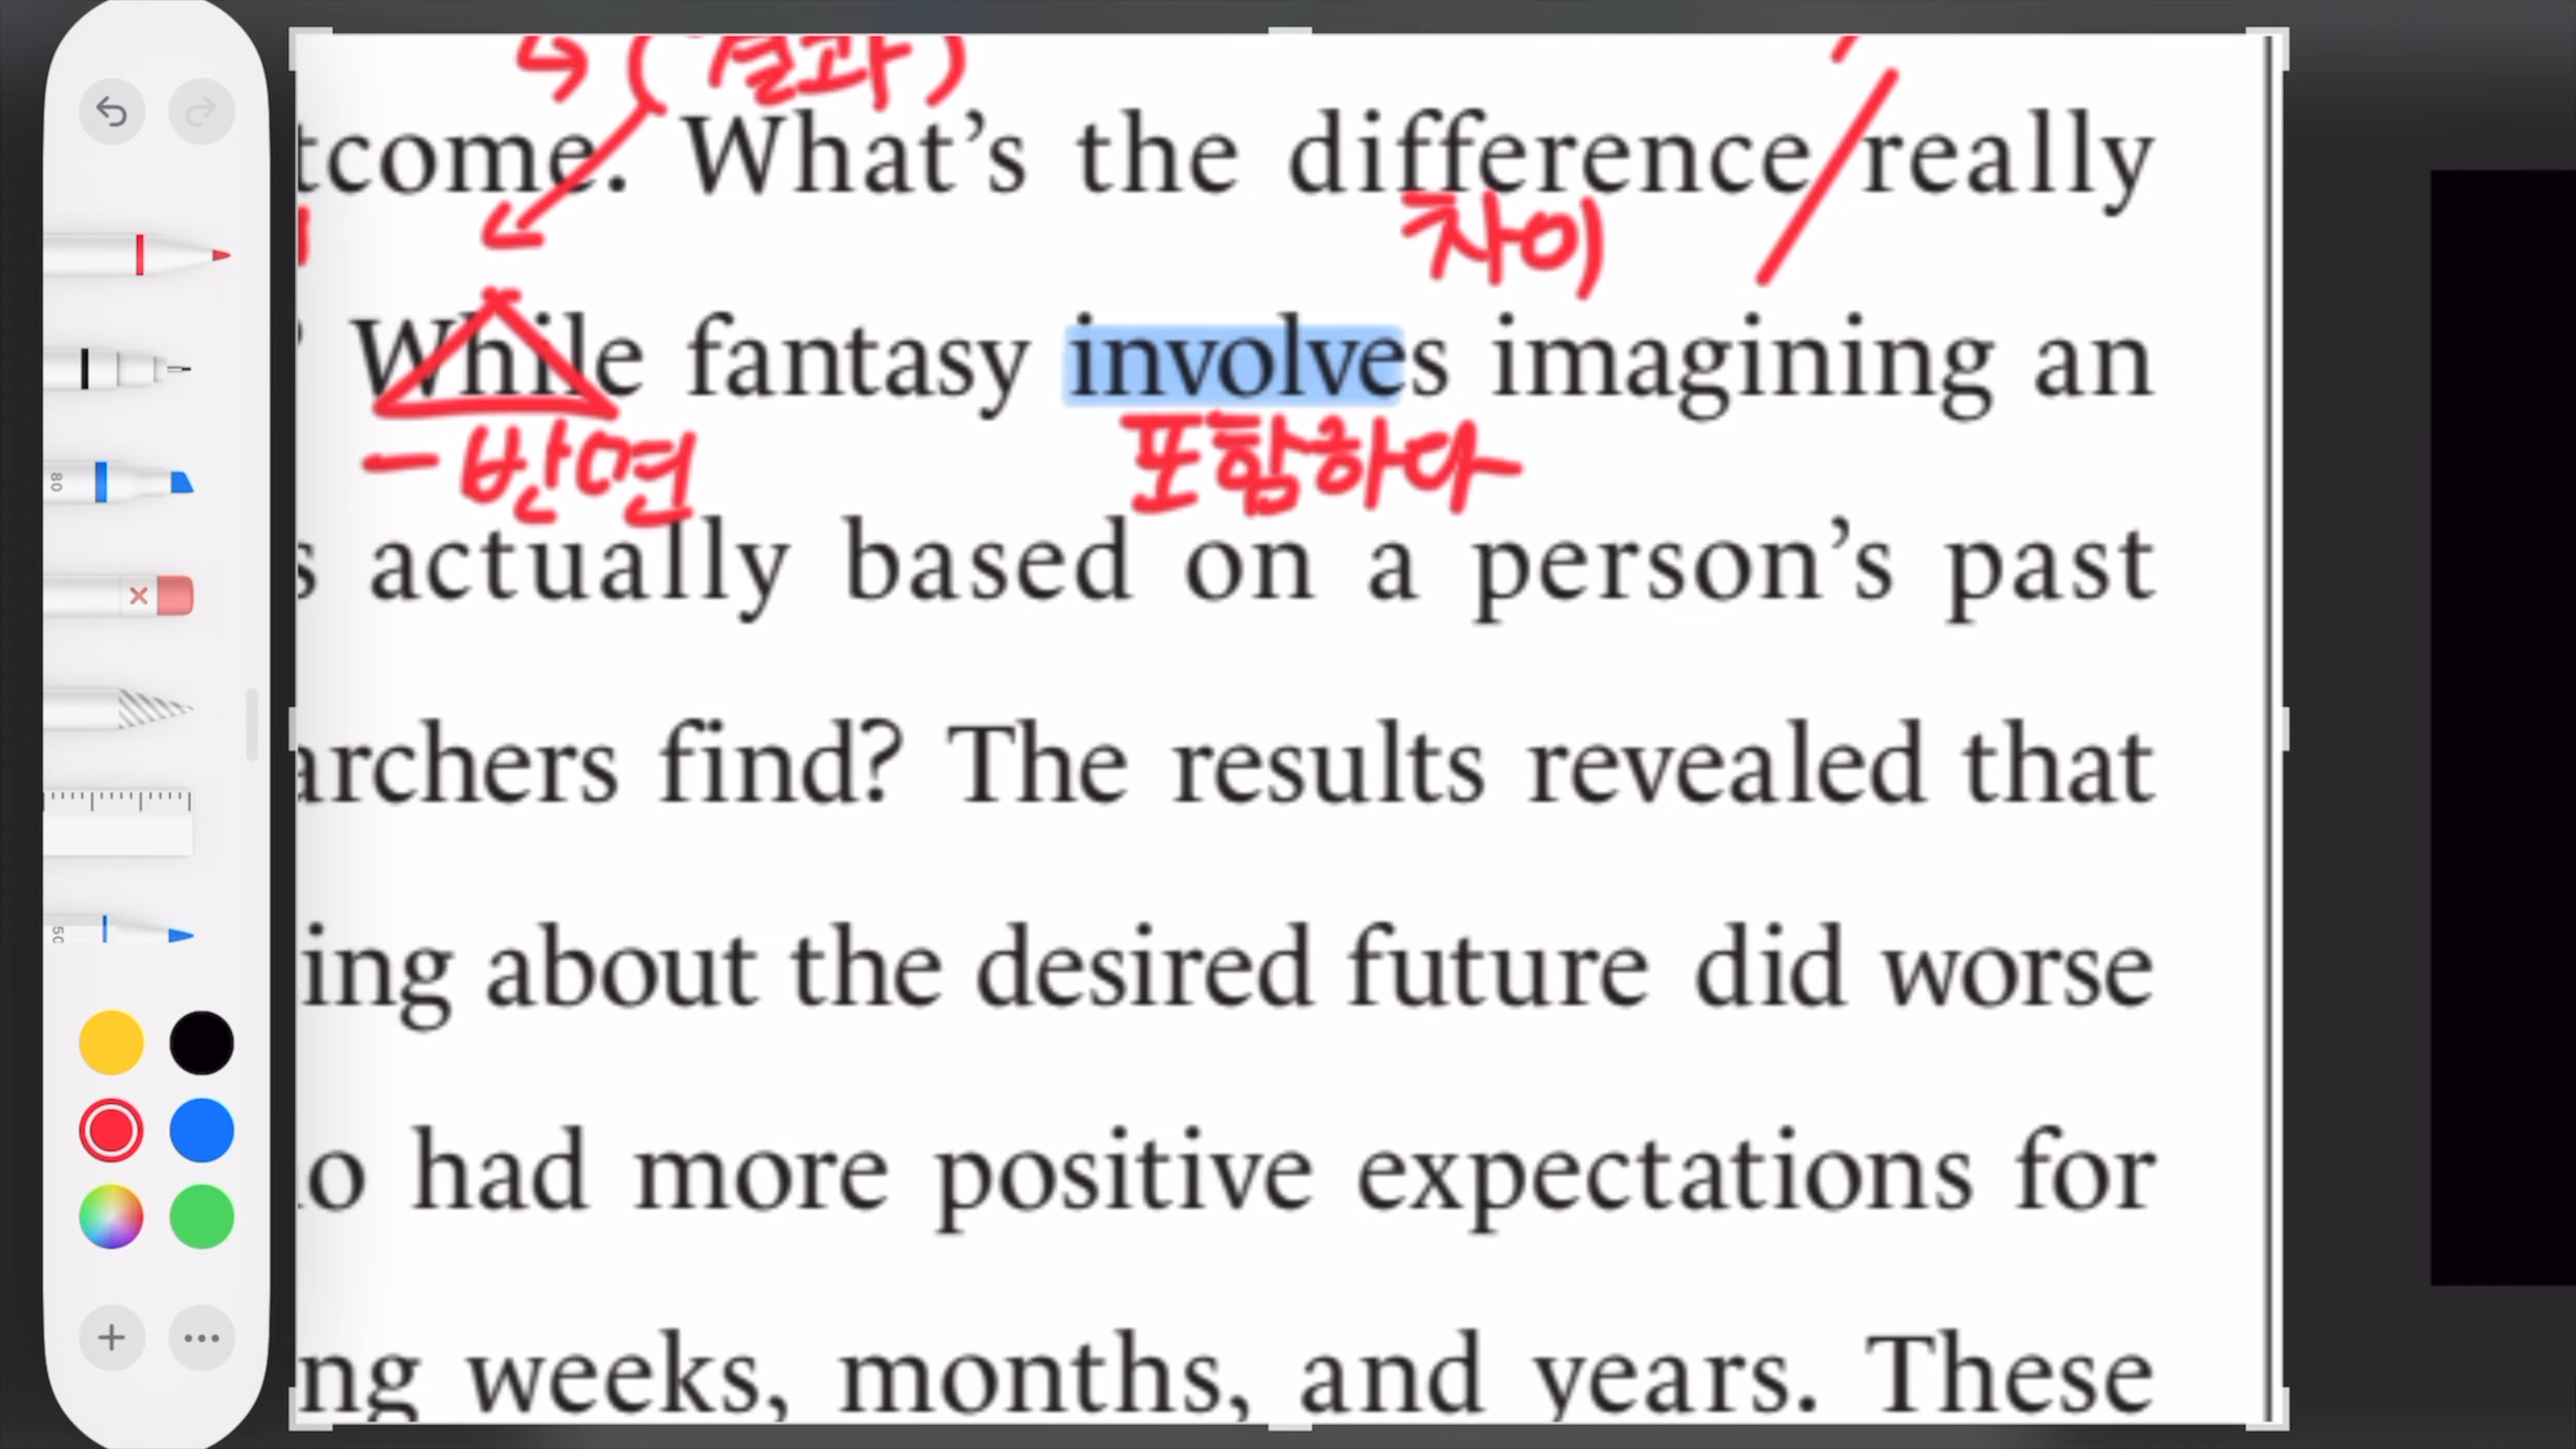 ↳ (결과)
tcome. What's the difference / really
차이
While fantasy involves imagining an
-반면 포함하다
s actually based on a person's past
archers find? The results revealed that
ing about the desired future did worse
o had more positive expectations for
ng weeks, months, and years. These
80
50